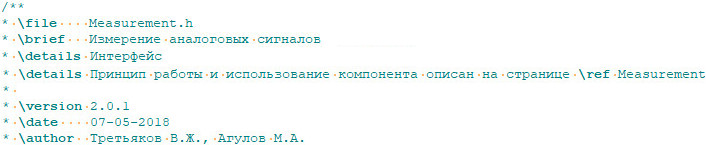 /**
* \file    Measurement.h
* \brief   Измерение аналоговых сигналов
* \details Интерфейс
* \details Принцип работы и использование компонента описан на странице \ref Measurement
*
* \version 2.0.1
* \date    07-05-2018
* \author  Третьяков В.Ж., Агулов М.А.